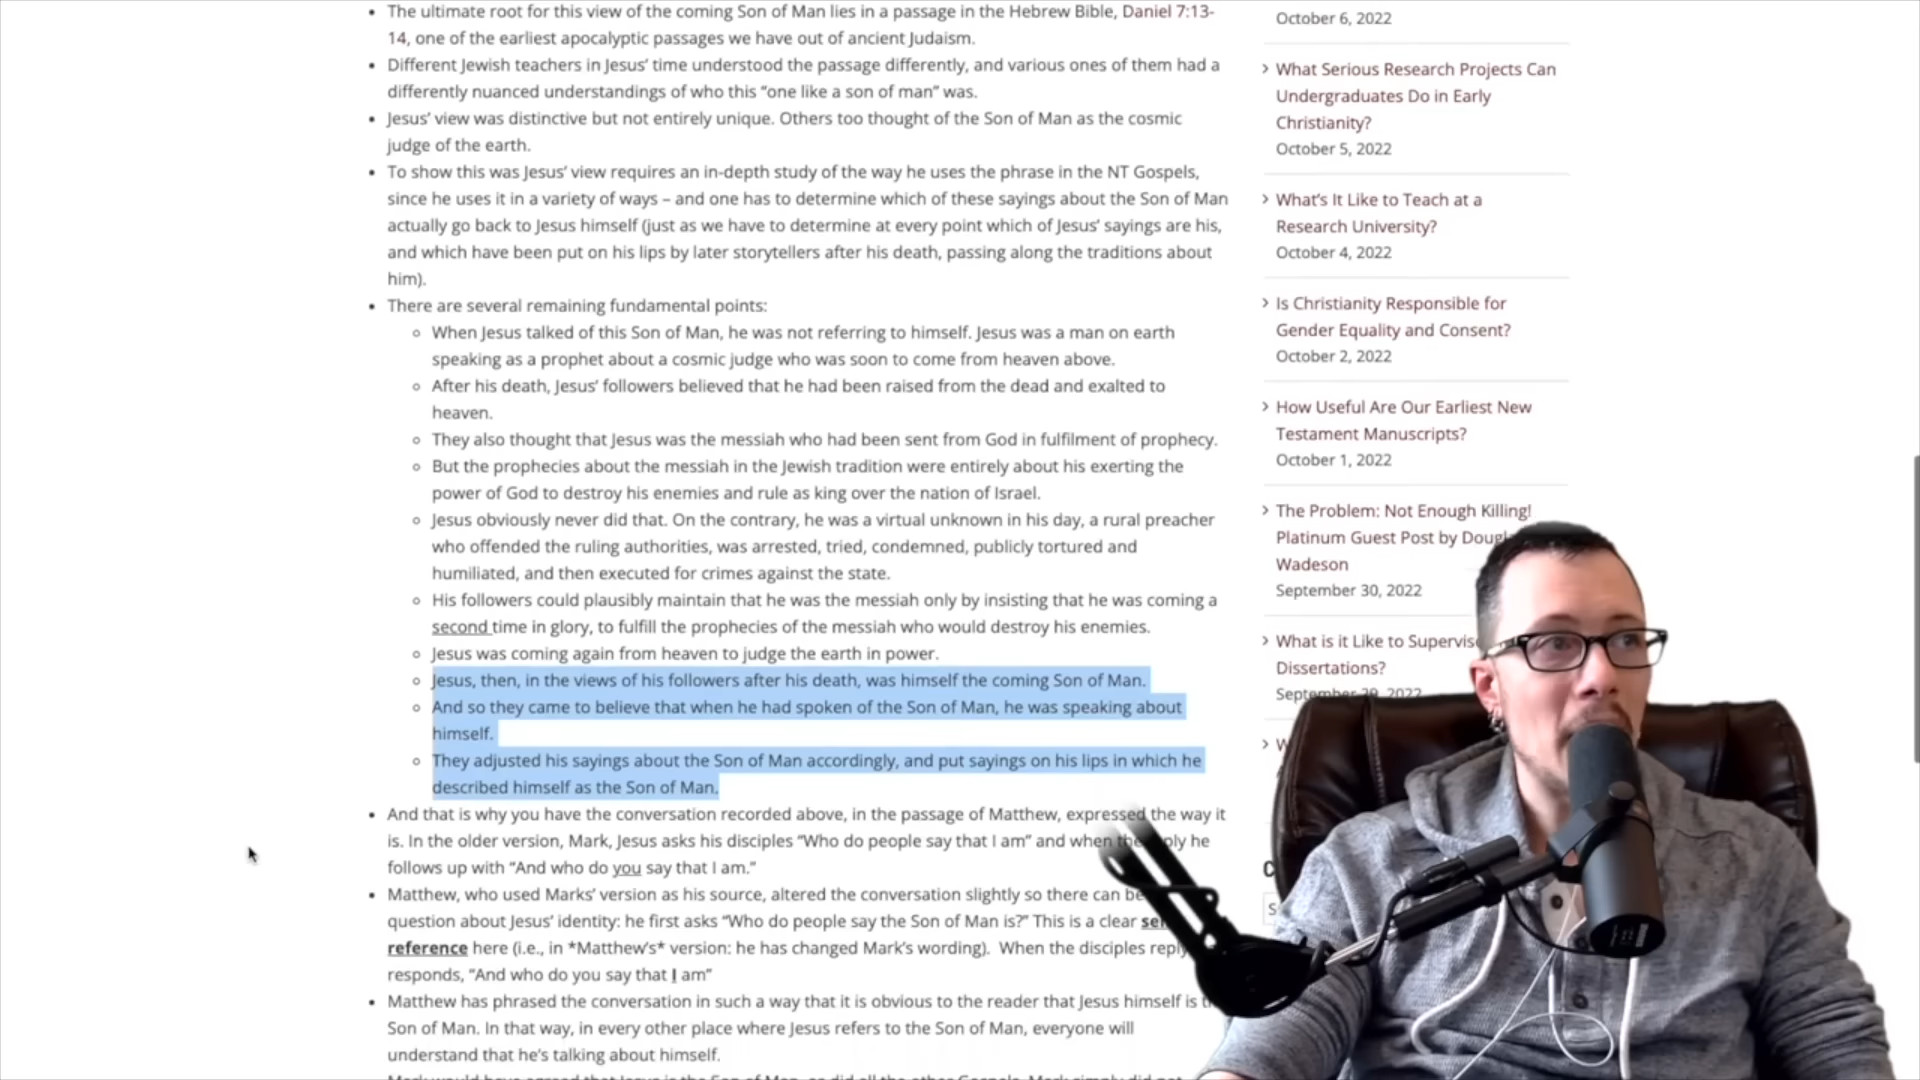 The ultimate root for this view of the coming Son of Man lies in a passage in the Hebrew Bible, Daniel 7:13-
14, one of the earliest apocalyptic passages we have out of ancient Judaism.
Different Jewish teachers in Jesus’ time understood the passage differently, and various ones of them had a
differently nuanced understandings of who this “one like a son of man” was.
Jesus’ view was distinctive but not entirely unique. Others too thought of the Son of Man as the cosmic
judge of the earth.
To show this was Jesus’ view requires an in-depth study of the way he uses the phrase in the NT Gospels,
since he uses it in a variety of ways – and one has to determine which of these sayings about the Son of Man
actually go back to Jesus himself (just as we have to determine at every point which of Jesus’ sayings are his,
and which have been put on his lips by later storytellers after his death, passing along the traditions about
him).
There are several remaining fundamental points:
When Jesus talked of this Son of Man, he was not referring to himself. Jesus was a man on earth
speaking as a prophet about a cosmic judge who was soon to come from heaven above.
After his death, Jesus’ followers believed that he had been raised from the dead and exalted to
heaven.
They also thought that Jesus was the messiah who had been sent from God in fulfilment of prophecy.
But the prophecies about the messiah in the Jewish tradition were entirely about his exerting the
power of God to destroy his enemies and rule as king over the nation of Israel.
Jesus obviously never did that. On the contrary, he was a virtual unknown in his day, a rural preacher
who offended the ruling authorities, was arrested, tried, condemned, publicly tortured and
humiliated, and then executed for crimes against the state.
His followers could plausibly maintain that he was the messiah only by insisting that he was coming a
second time in glory, to fulfill the prophecies of the messiah who would destroy his enemies.
Jesus was coming again from heaven to judge the earth in power.
Jesus, then, in the views of his followers after his death, was himself the coming Son of Man.
And so they came to believe that when he had spoken of the Son of Man, he was speaking about
himself.
They adjusted his sayings about the Son of Man accordingly, and put sayings on his lips in which he
described himself as the Son of Man.
And that is why you have the conversation recorded above, in the passage of Matthew, expressed the way it
is. In the older version, Mark, Jesus asks his disciples “Who do people say that I am” and when he
follows up with “And who do you say that I am.”
Matthew, who used Marks’ version as his source, altered the conversation slightly so there can be
question about Jesus’ identity: he first asks “Who do people say the Son of Man is?” This is a clear
reference here (i.e., in *Matthew’s* version: he has changed Mark’s wording). When the disciples
responds, “And who do you say that I am”
Matthew has phrased the conversation in such a way that it is obvious to the reader that Jesus himself is
Son of Man. In that way, in every other place where Jesus refers to the Son of Man, everyone will
understand that he’s talking about himself.
October 6, 2022
What Serious Research Projects Can
Undergraduates Do in Early
Christianity?
October 5, 2022
What’s It Like to Teach at a
Research University?
October 4, 2022
Is Christianity Responsible for
Gender Equality and Consent?
October 2, 2022
How Useful Are Our Earliest New
Testament Manuscripts?
October 1, 2022
The Problem: Not Enough Killing!
Platinum Guest Post by
Wadeson
September 30, 2022
What is it Like to
Dissertations?
September 29, 2022